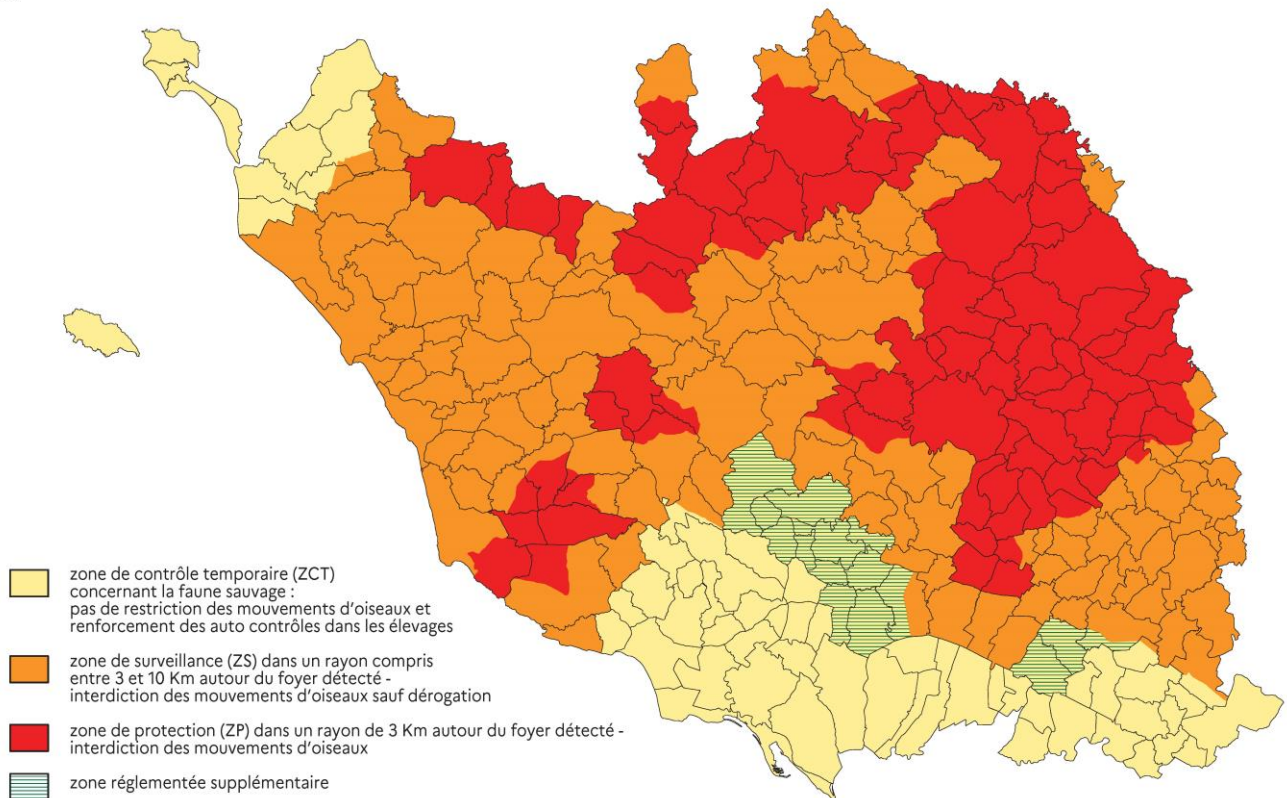 zone de contrôle temporaire (ZCT)
concernant la faune sauvage :
pas de restriction des mouvements d’oiseaux et
renforcement des auto contrôles dans les élevages
zone de surveillance (ZS) dans un rayon compris
entre 3 et 10 Km autour du foyer détecté -
interdiction des mouvements d’oiseaux sauf dérogation
zone de protection (ZP) dans un rayon de 3 Km autour du foyer détecté -
interdiction des mouvements d’oiseaux
zone réglementée supplémentaire